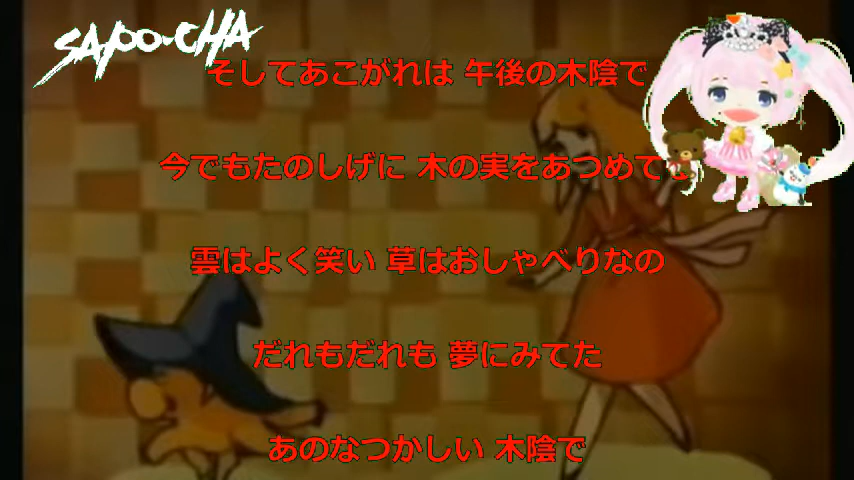 SAPO-CHA
そしてあこがれは 午後の木陰で
今でもたのしげに 木の実をあつめて
雲はよく笑い 草はおしゃべりなの
だれもだれも 夢にみてた
あのなつかしい 木陰で